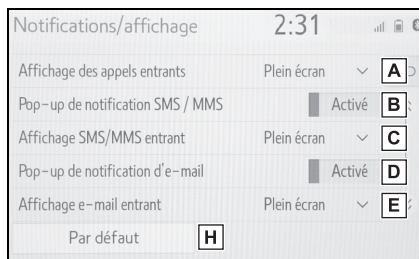 Notifications/affichage 2:31
Affichage des appels entrants Plein écran A
Pop-up de notification SMS / MMS Activé B
Affichage SMS/MMS entrant Plein écran C
Pop-up de notification d'e-mail Activé D
Affichage e-mail entrant Plein écran E
Par défaut H